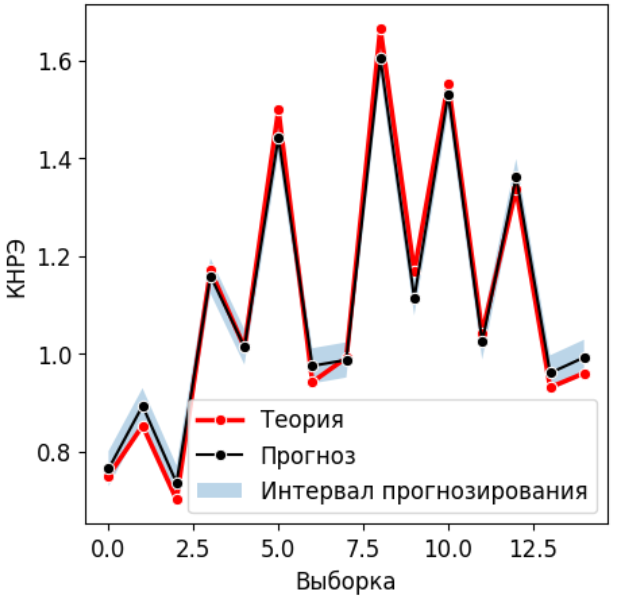 1.6
1.4
1.2
1.0
0.8
КНРЭ
Теория
Прогноз
Интервал прогнозирования
0.0 2.5 5.0 7.5 10.0 12.5
Выборка